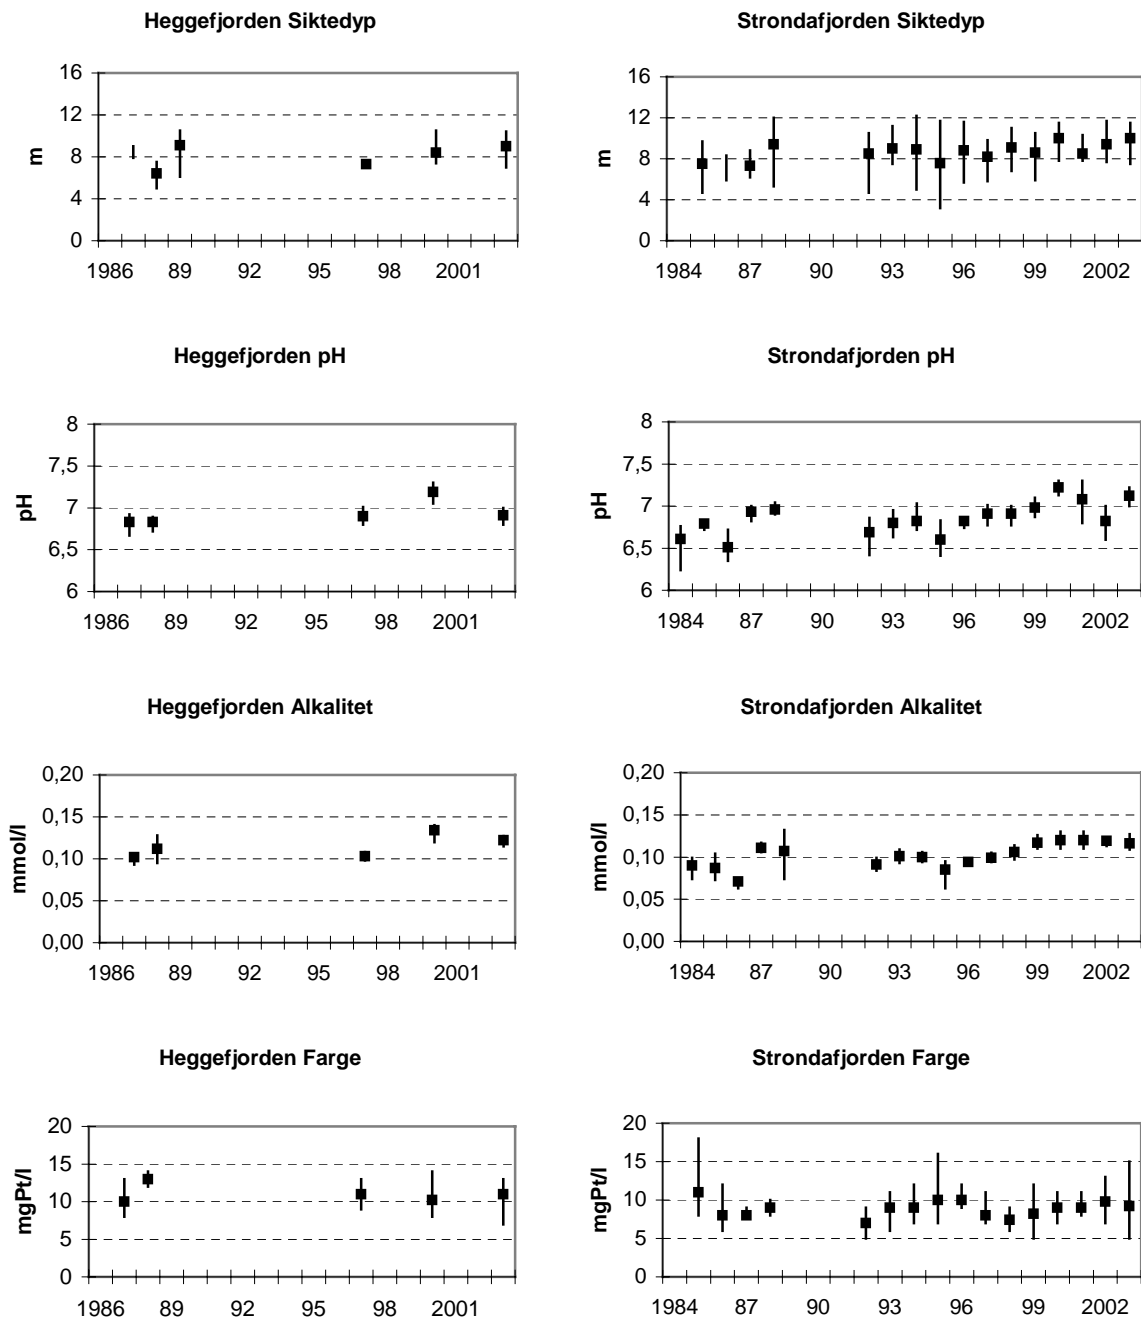 Heggefjorden Siktedyp
16
12
8
4
0
m
1986 89 92 95 98 2001
Strondafjorden Siktedyp
16
12
8
4
0
m
1984 87 90 93 96 99 2002
Heggefjorden pH
8
7,5
7
6,5
6
pH
1986 89 92 95 98 2001
Strondafjorden pH
8
7,5
7
6,5
6
pH
1984 87 90 93 96 99 2002
Heggefjorden Alkalitet
0,20
0,15
0,10
0,05
0,00
mmol/l
1986 89 92 95 98 2001
Strondafjorden Alkalitet
0,20
0,15
0,10
0,05
0,00
mmol/l
1984 87 90 93 96 99 2002
Heggefjorden Farge
20
15
10
5
0
mgPt/l
1986 89 92 95 98 2001
Strondafjorden Farge
20
15
10
5
0
mgPt/l
1984 87 90 93 96 99 2002